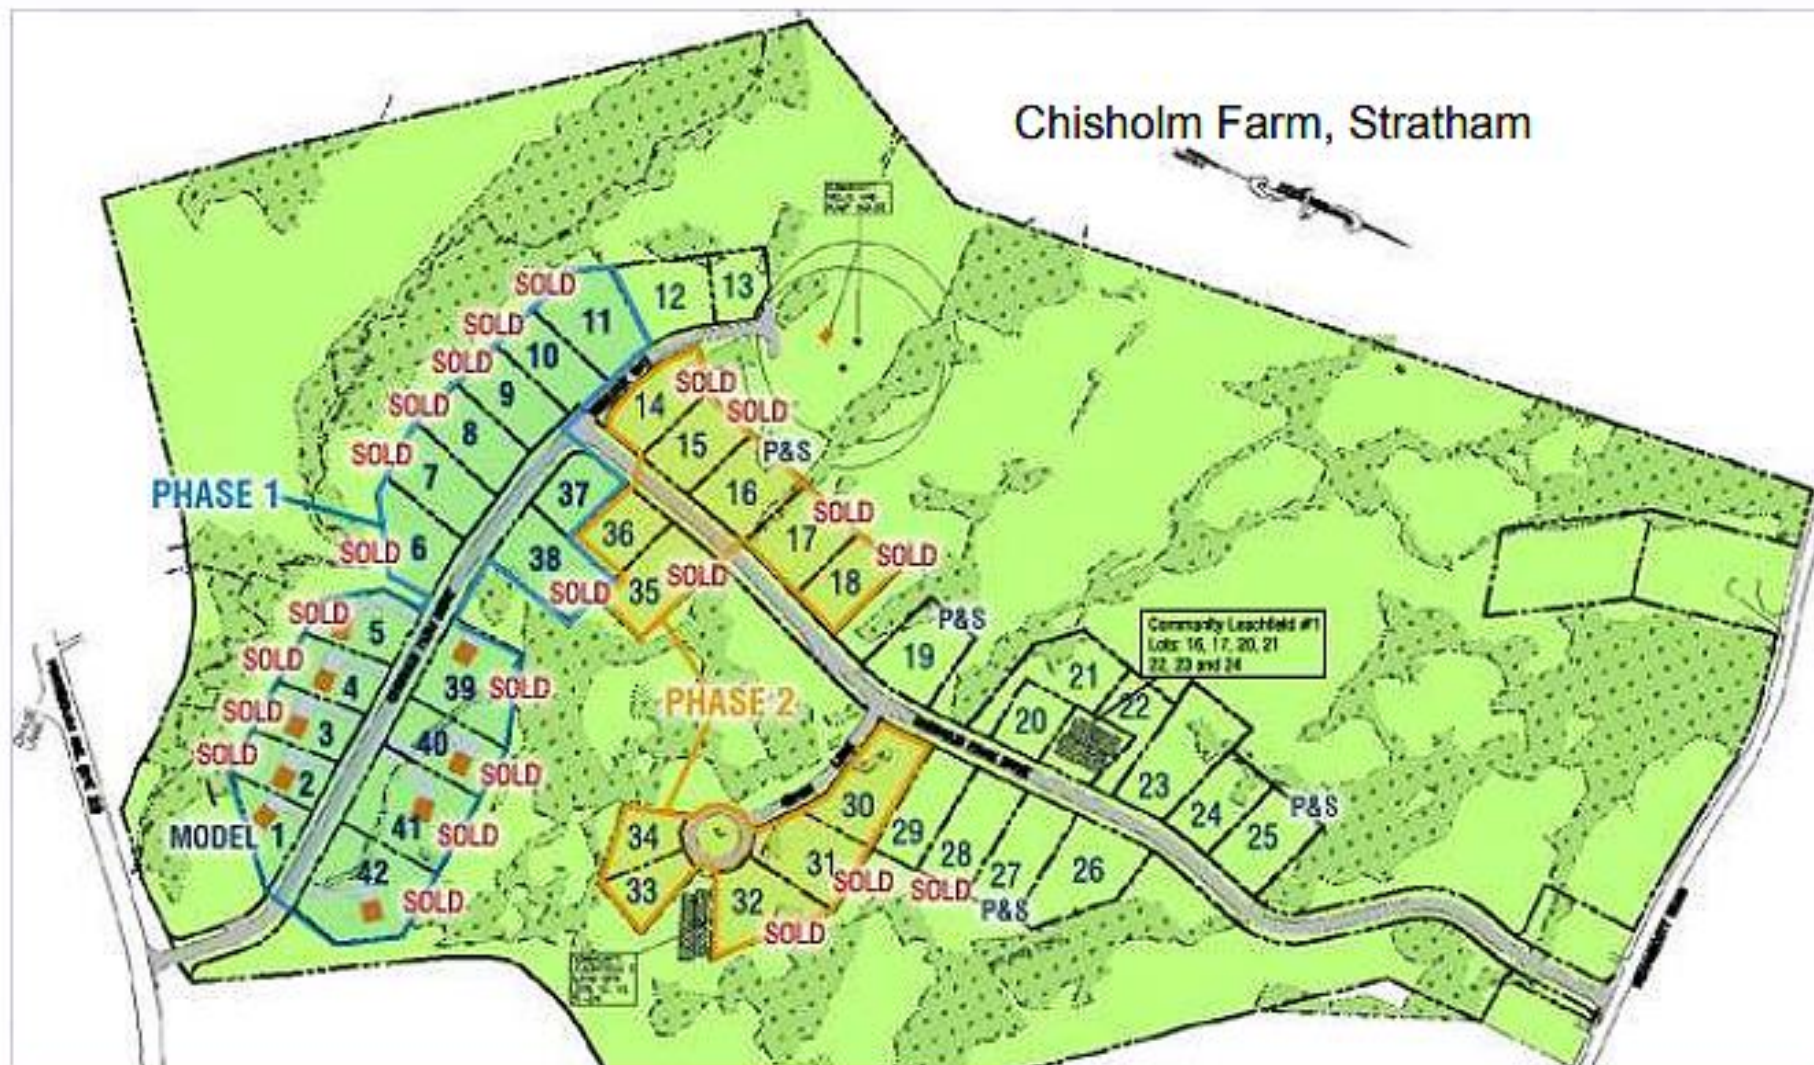 Chisholm Farm, Stratham
SOLD
11
12
13
SOLD
10
SOLD
9
SOLD
14
SOLD
SOLD
8
15
P&S
SOLD
7
37
16
SOLD
PHASE 1
SOLD
6
36
17
SOLD
38
SOLD
35
SOLD
18
SOLD
5
19
P&S
Community Leachfield #1
Lots: 16, 17, 20, 21
22, 23 and 24
SOLD
4
39
SOLD
PHASE 2
21
22
20
SOLD
3
40
SOLD
SOLD
2
23
MODEL 1
41
SOLD
30
24
25
P&S
34
29
28
27
26
42
SOLD
33
32
31
SOLD
SOLD
P&S
SOLD